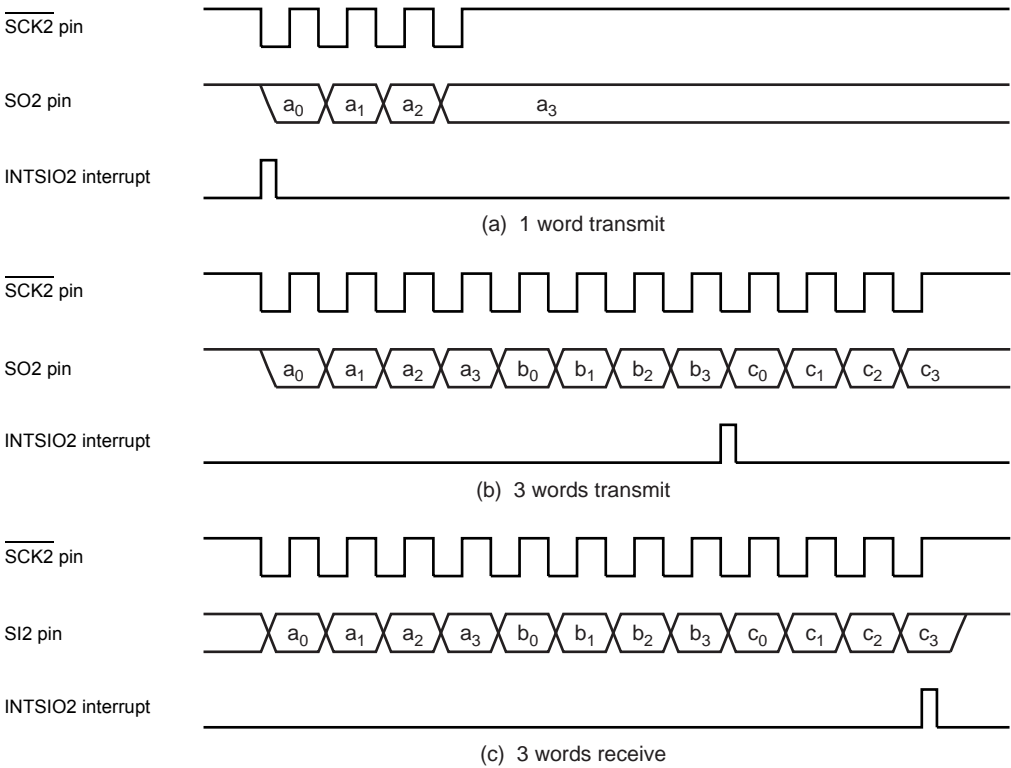 SCK2 pin
SO2 pin a0 a1 a2 a3
INTSIO2 interrupt
(a) 1 word transmit
SCK2 pin
SO2 pin a0 a1 a2 a3 b0 b1 b2 b3 c0 c1 c2 c3
INTSIO2 interrupt
(b) 3 words transmit
SCK2 pin
SI2 pin a0 a1 a2 a3 b0 b1 b2 b3 c0 c1 c2 c3
INTSIO2 interrupt
(c) 3 words receive